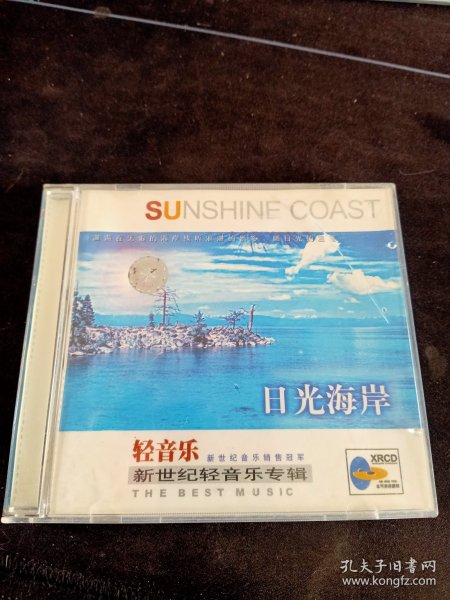 SUNSHINE COAST
日光海岸
轻音乐 新世纪音乐销售冠军
新世纪轻音乐专辑
THE BEST MUSIC
XRCD
孔夫子旧书网
www.kongfz.com